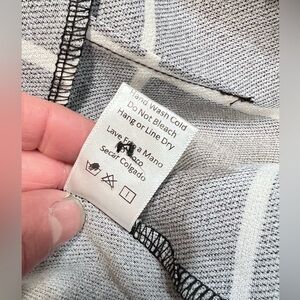 Hand Wash Cold
Do Not Bleach
Hang or Line Dry
Lave a Mano
Secar Colgado